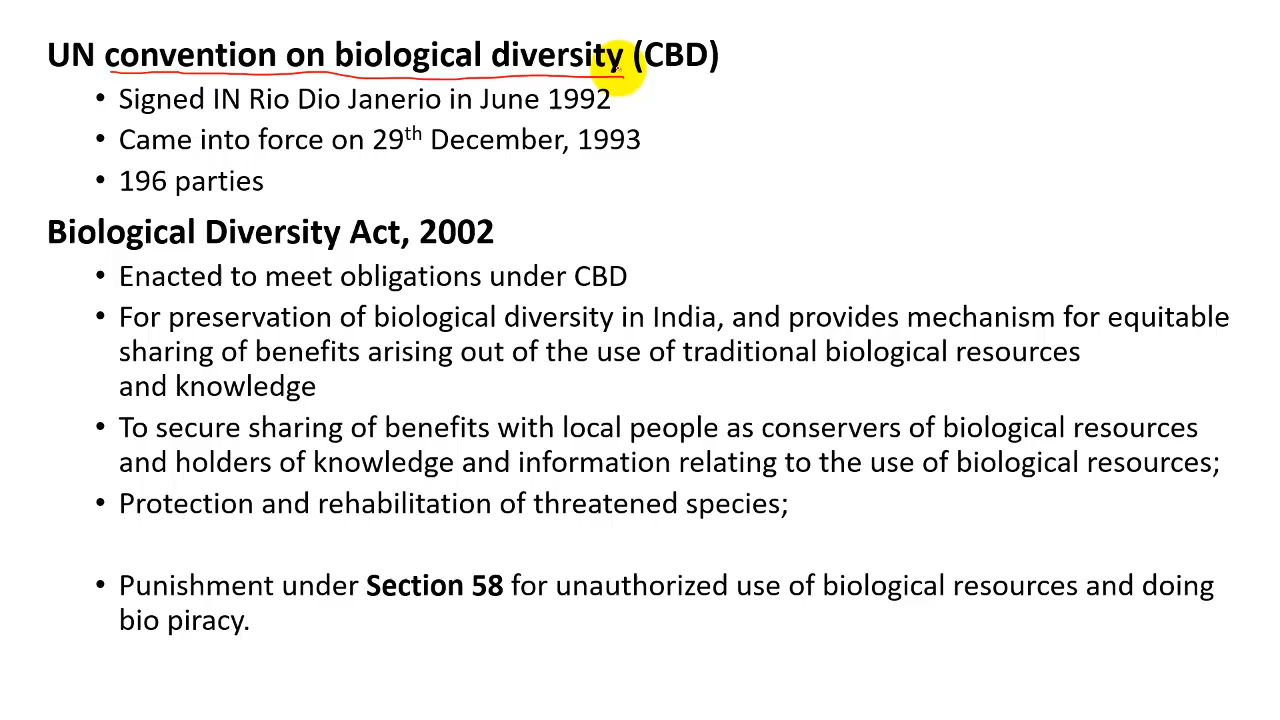 UN convention on biological diversity (CBD)
• Signed IN Rio Dio Janerio in June 1992
• Came into force on 29th December, 1993
• 196 parties
Biological Diversity Act, 2002
• Enacted to meet obligations under CBD
• For preservation of biological diversity in India, and provides mechanism for equitable
sharing of benefits arising out of the use of traditional biological resources
and knowledge
• To secure sharing of benefits with local people as conservers of biological resources
and holders of knowledge and information relating to the use of biological resources;
• Protection and rehabilitation of threatened species;
• Punishment under Section 58 for unauthorized use of biological resources and doing
bio piracy.